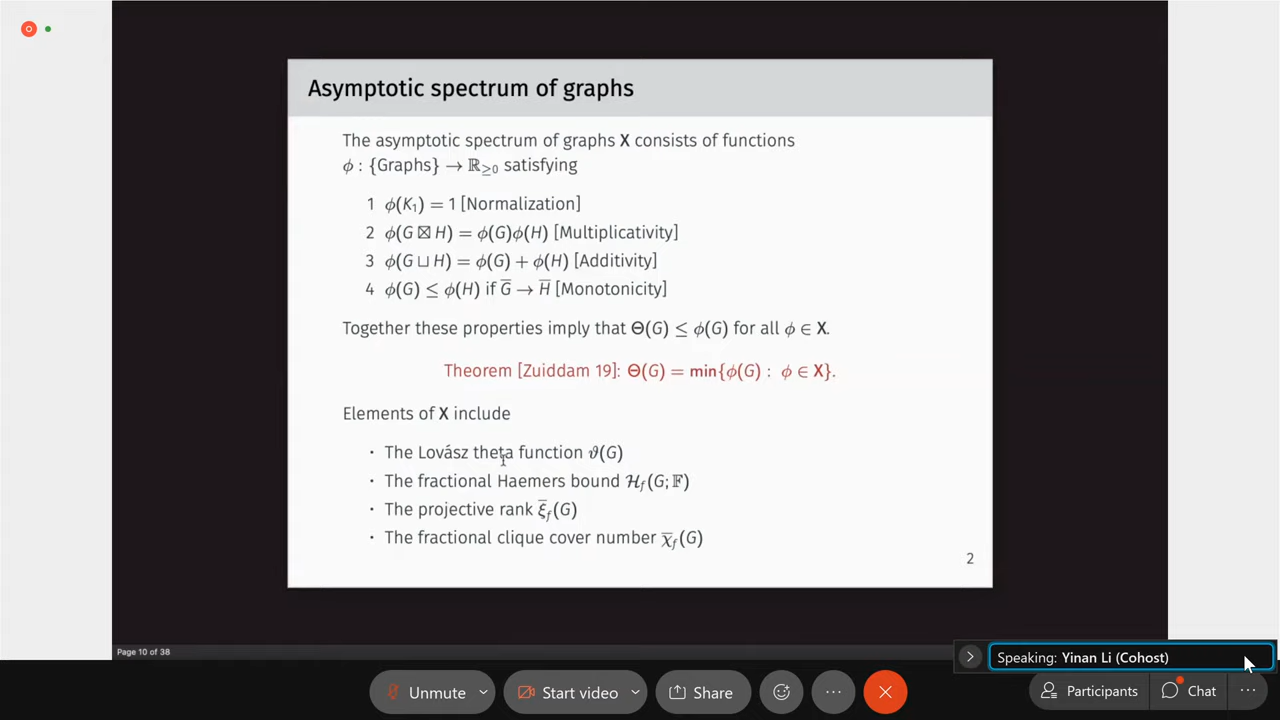 Asymptotic spectrum of graphs
The asymptotic spectrum of graphs X consists of functions
ϕ : {Graphs} → ℝ≥0 satisfying
1 ϕ(K₁) = 1 [Normalization]
2 ϕ(G ⊠ H) = ϕ(G)ϕ(H) [Multiplicativity]
3 ϕ(G ⊔ H) = ϕ(G) + ϕ(H) [Additivity]
4 ϕ(G) ≤ ϕ(H) if G̅ → H̅ [Monotonicity]
Together these properties imply that Θ(G) ≤ ϕ(G) for all ϕ ∈ X.
Theorem [Zuiddam 19]: Θ(G) = min{ϕ(G) : ϕ ∈ X}.
Elements of X include
· The Lovász theta function ϑ(G)
· The fractional Haemers bound ℋf(G; 𝔽)
· The projective rank ξ̅f(G)
· The fractional clique cover number χ̅f(G)
2
Page 10 of 38
Speaking: Yinan Li (Cohost)
Unmute
Start video
Share
Participants
Chat